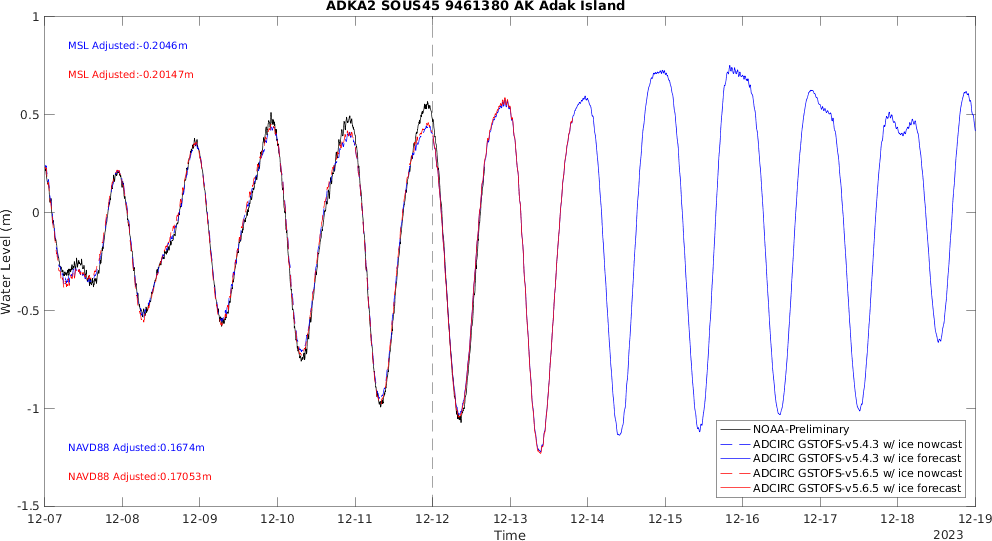 ADKA2 SOUS45 9461380 AK Adak Island
1
0.5
0
-0.5
-1
-1.5
Water Level (m)
MSL Adjusted:-0.2046m
MSL Adjusted:-0.20147m
NAVD88 Adjusted:0.1674m
NAVD88 Adjusted:0.17053m
NOAA-Preliminary
ADCIRC GSTOFS-v5.4.3 w/ ice nowcast
ADCIRC GSTOFS-v5.4.3 w/ ice forecast
ADCIRC GSTOFS-v5.6.5 w/ ice nowcast
ADCIRC GSTOFS-v5.6.5 w/ ice forecast
12-07 12-08 12-09 12-10 12-11 12-12 12-13 12-14 12-15 12-16 12-17 12-18 12-19
Time
2023